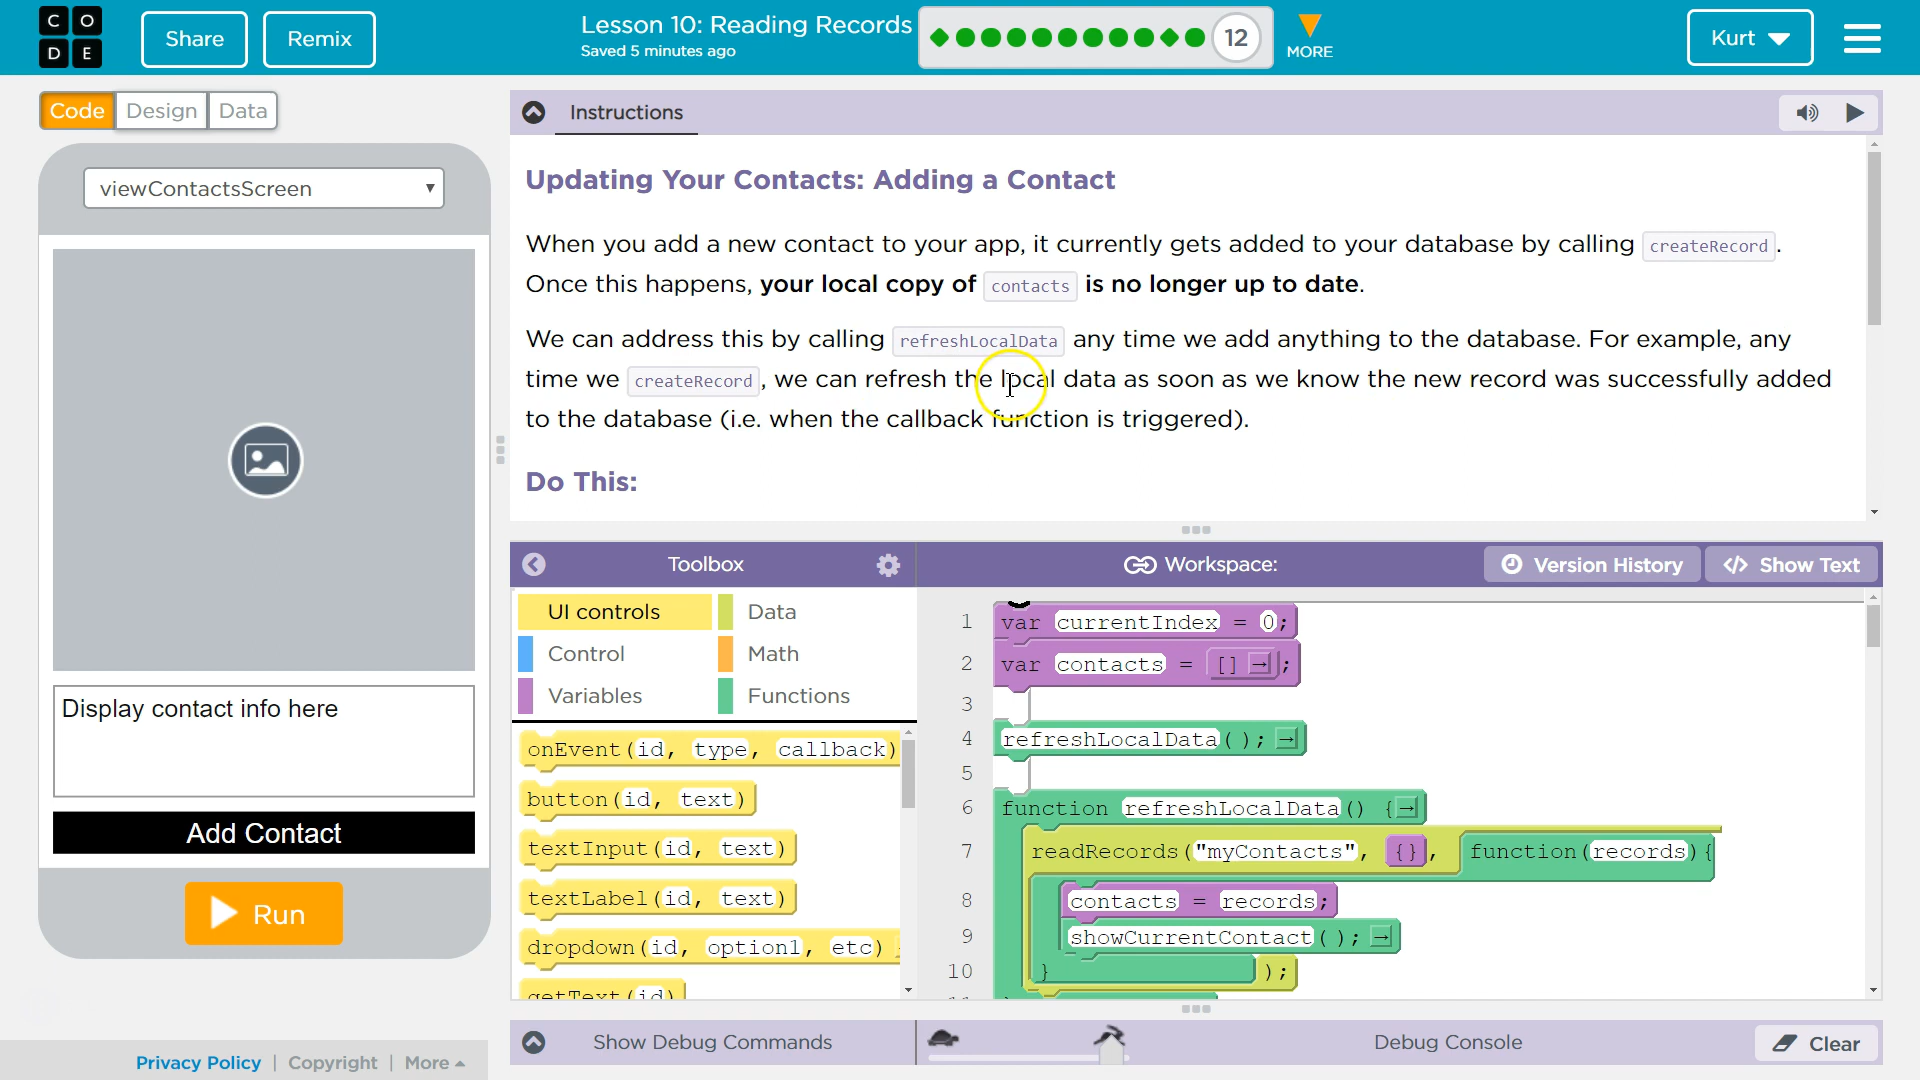 CODE
Share
Remix
Lesson 10: Reading Records
Saved 5 minutes ago
12
MORE
Kurt
Code
Design
Data
viewContactsScreen
Display contact info here
Add Contact
Run
Privacy Policy | Copyright | More
Instructions
Updating Your Contacts: Adding a Contact
When you add a new contact to your app, it currently gets added to your database by calling createRecord.
Once this happens, your local copy of contacts is no longer up to date.
We can address this by calling refreshLocalData any time we add anything to the database. For example, any
time we createRecord, we can refresh the local data as soon as we know the new record was successfully added
to the database (i.e. when the callback function is triggered).
Do This:
Toolbox
UI controls
Data
Control
Math
Variables
Functions
onEvent(id, type, callback)
button(id, text)
textInput(id, text)
textLabel(id, text)
dropdown(id, option1, etc)
getText(id)
Workspace:
Version History
Show Text
1 var currentIndex = 0;
2 var contacts = [];
3
4 refreshLocalData();
5
6 function refreshLocalData() {
7 readRecords("myContacts", {}, function(records){
8 contacts = records;
9 showCurrentContact();
10 });
Show Debug Commands
Debug Console
Clear